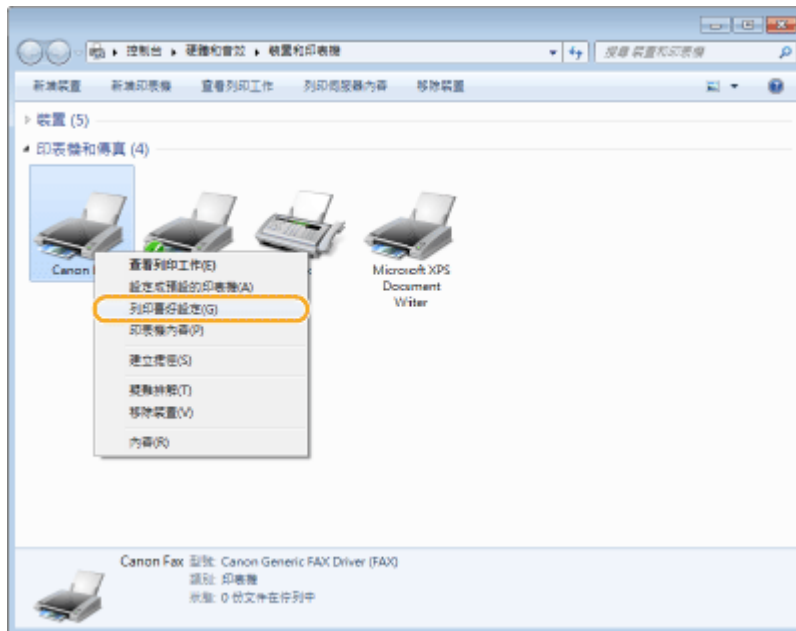 控制台 ▸ 硬體和音效 ▸ 裝置和印表機
搜尋 裝置和印表機
新增裝置 新增印表機 查看列印工作 列印伺服器內容 移除裝置
裝置 (5)
印表機和傳真 (4)
Canon
Microsoft XPS
Document
Writer
查看列印工作(E)
設定成預設的印表機(A)
列印喜好設定(G)
印表機內容(P)
建立捷徑(S)
疑難排解(T)
移除裝置(V)
內容(R)
Canon Fax 型號: Canon Generic FAX Driver (FAX)
類別: 印表機
狀態: 0 份文件在佇列中